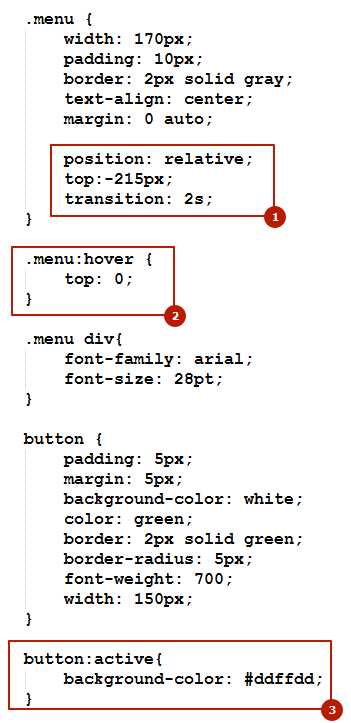 .menu {
width: 170px;
padding: 10px;
border: 2px solid gray;
text-align: center;
margin: 0 auto;
position: relative;
top:-215px;
transition: 2s;
1
}
.menu:hover {
top: 0;
}
2
.menu div{
font-family: arial;
font-size: 28pt;
}
button {
padding: 5px;
margin: 5px;
background-color: white;
color: green;
border: 2px solid green;
border-radius: 5px;
font-weight: 700;
width: 150px;
}
button:active{
background-color: #ddffdd;
}
3